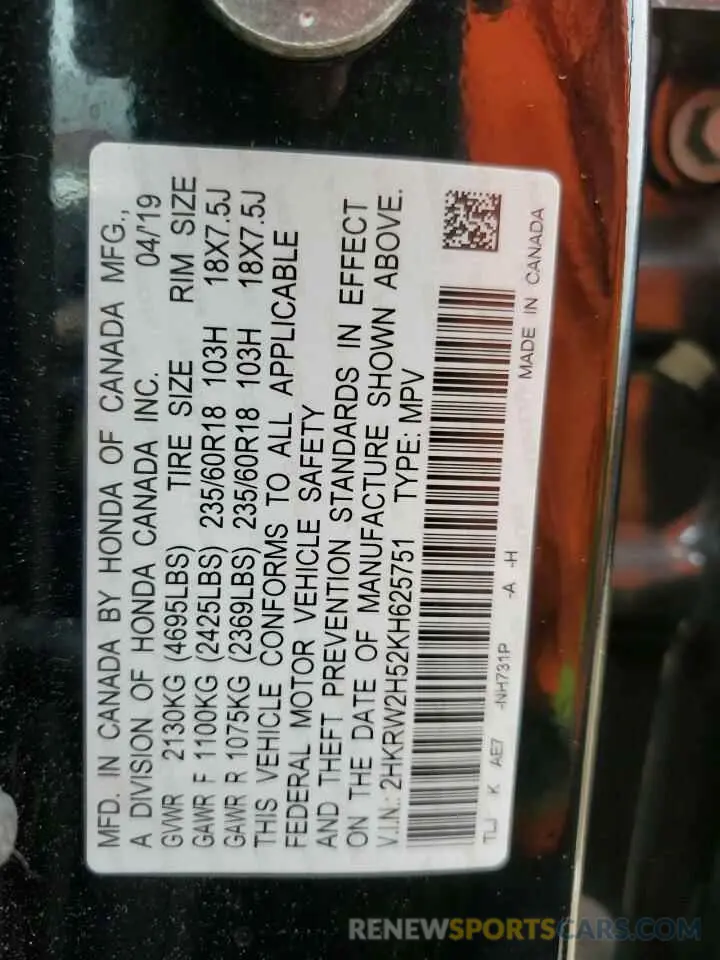 MFD. IN CANADA BY HONDA OF CANADA MFG.,
A DIVISION OF HONDA CANADA INC. 04/'19
GVWR 2130KG (4695LBS) TIRE SIZE RIM SIZE
GAWR F 1100KG (2425LBS) 235/60R18 103H 18X7.5J
GAWR R 1075KG (2369LBS) 235/60R18 103H 18X7.5J
THIS VEHICLE CONFORMS TO ALL APPLICABLE
FEDERAL MOTOR VEHICLE SAFETY
AND THEFT PREVENTION STANDARDS IN EFFECT
ON THE DATE OF MANUFACTURE SHOWN ABOVE.
V.I.N.: 2HKRW2H52KH625751 TYPE: MPV
TLJ K AE7 -NH731P -A -H
MADE IN CANADA
RENEWSPORTSCARS.COM